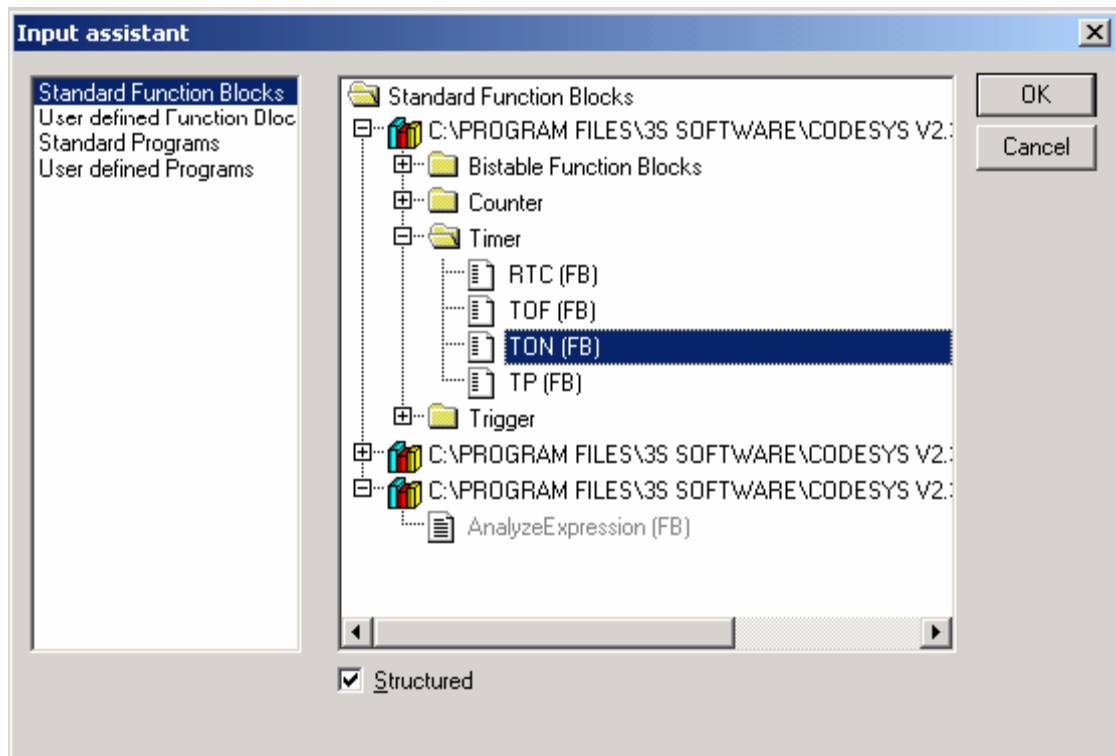 Input assistant
Standard Function Blocks
User defined Function Bloc
Standard Programs
User defined Programs
Standard Function Blocks
C:\PROGRAM FILES\3S SOFTWARE\CODESYS V2.
Bistable Function Blocks
Counter
Timer
RTC (FB)
TOF (FB)
TON (FB)
TP (FB)
Trigger
C:\PROGRAM FILES\3S SOFTWARE\CODESYS V2.
C:\PROGRAM FILES\3S SOFTWARE\CODESYS V2.
AnalyzeExpression (FB)
OK
Cancel
Structured